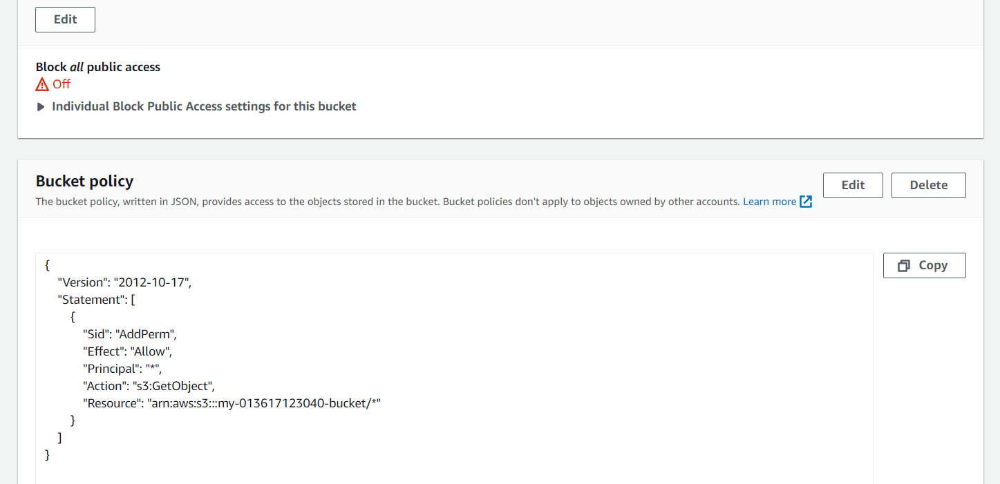 Edit
Block all public access
Off
Individual Block Public Access settings for this bucket
Bucket policy
Edit
Delete
The bucket policy, written in JSON, provides access to the objects stored in the bucket. Bucket policies don't apply to objects owned by other accounts. Learn more
Copy
{
"Version": "2012-10-17",
"Statement": [
{
"Sid": "AddPerm",
"Effect": "Allow",
"Principal": "*",
"Action": "s3:GetObject",
"Resource": "arn:aws:s3:::my-013617123040-bucket/*"
}
]
}